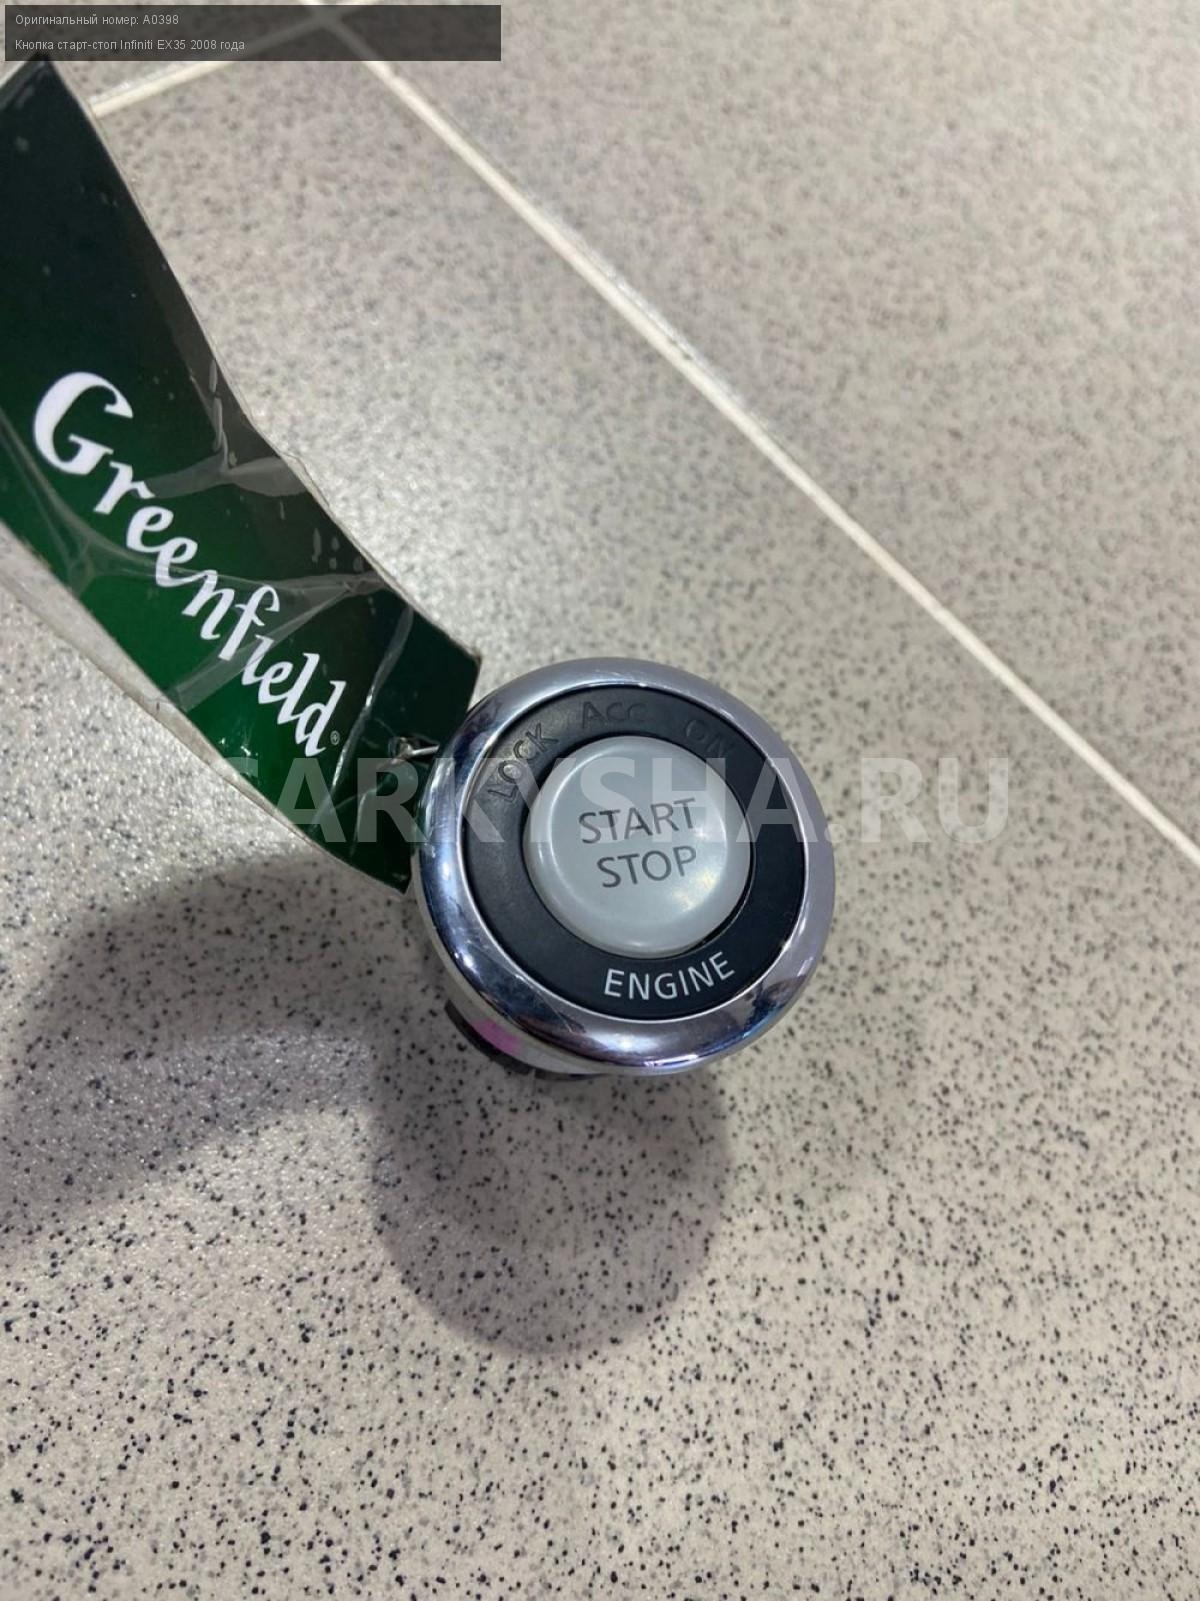 Оригинальный номер: A0398
Кнопка старт-стоп Infiniti EX35 2008 года
Greenfield®
LOCK ACC ON
START
STOP
ENGINE
CARKYSHA.RU